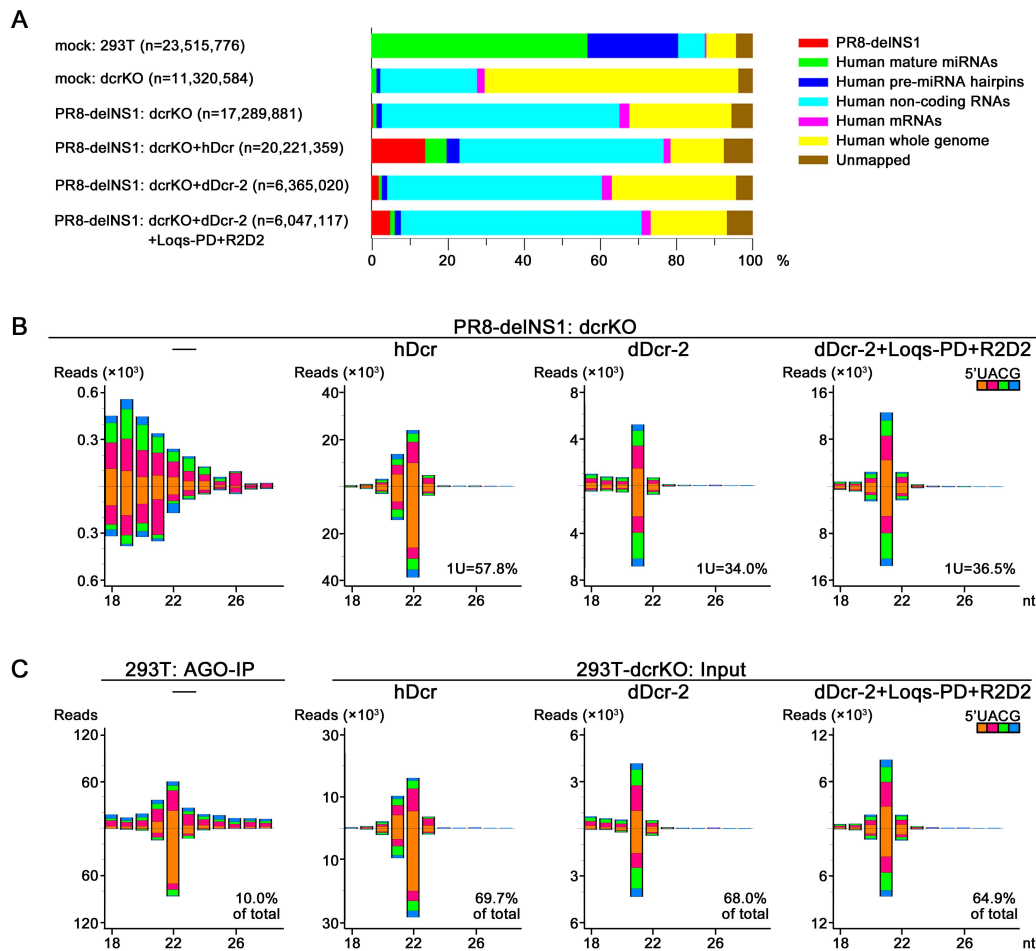 A
mock: 293T (n=23,515,776)
mock: dcrKO (n=11,320,584)
PR8-delNS1: dcrKO (n=17,289,881)
PR8-delNS1: dcrKO+hDcr (n=20,221,359)
PR8-delNS1: dcrKO+dDcr-2 (n=6,365,020)
PR8-delNS1: dcrKO+dDcr-2 (n=6,047,117)
+Loqs-PD+R2D2
0 20 40 60 80 100 %
PR8-delNS1
Human mature miRNAs
Human pre-miRNA hairpins
Human non-coding RNAs
Human mRNAs
Human whole genome
Unmapped
B
PR8-delNS1: dcrKO
— hDcr dDcr-2 dDcr-2+Loqs-PD+R2D2
Reads (×10³) Reads (×10³) Reads (×10³) Reads (×10³) 5'UACG
0.6 40 8 16
0.3 20 4 8
0.3 20 4 8
1U=57.8% 1U=34.0% 1U=36.5%
0.6 40 8 16
18 22 26 18 22 26 18 22 26 18 22 26 nt
C
293T: AGO-IP 293T-dcrKO: Input
— hDcr dDcr-2 dDcr-2+Loqs-PD+R2D2
Reads Reads (×10³) Reads (×10³) Reads (×10³) 5'UACG
120 30 6 12
60 10 3 6
60 10 3 6
10.0% 69.7% 68.0% 64.9%
of total of total of total of total
120 30 6 12
18 22 26 18 22 26 18 22 26 18 22 26 nt